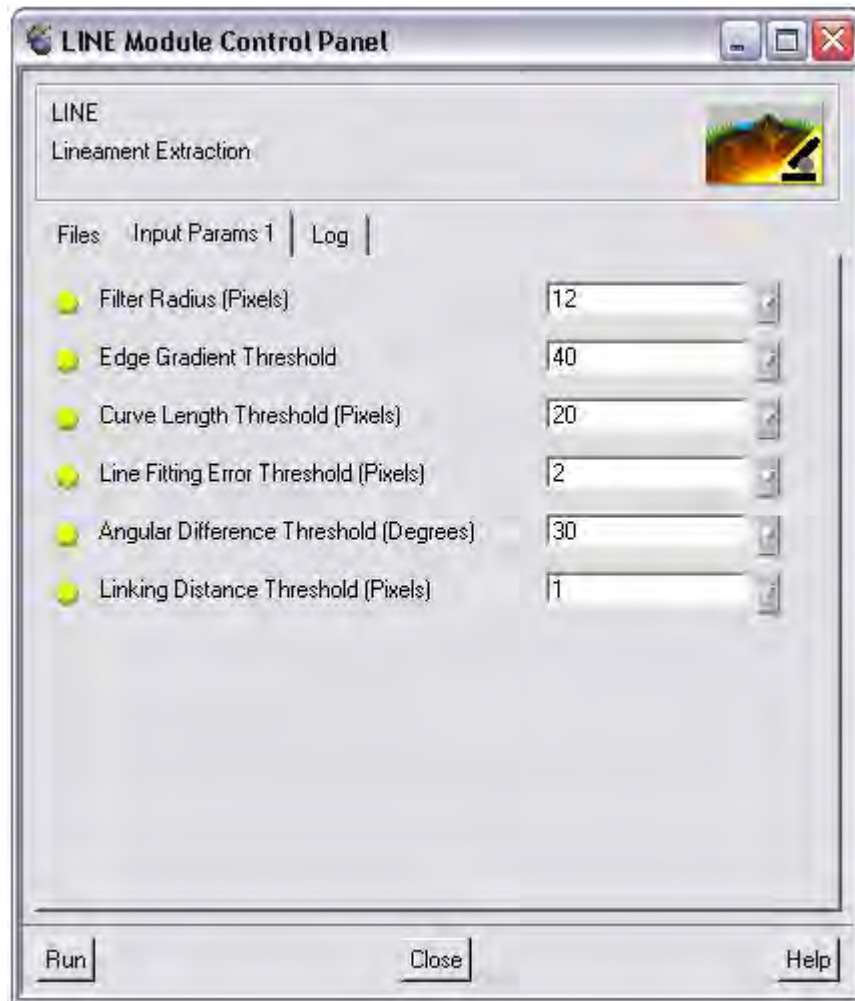 LINE Module Control Panel
LINE
Lineament Extraction
Files Input Params 1 Log
Filter Radius (Pixels) 12
Edge Gradient Threshold 40
Curve Length Threshold (Pixels) 20
Line Fitting Error Threshold (Pixels) 2
Angular Difference Threshold (Degrees) 30
Linking Distance Threshold (Pixels) 1
Run Close Help